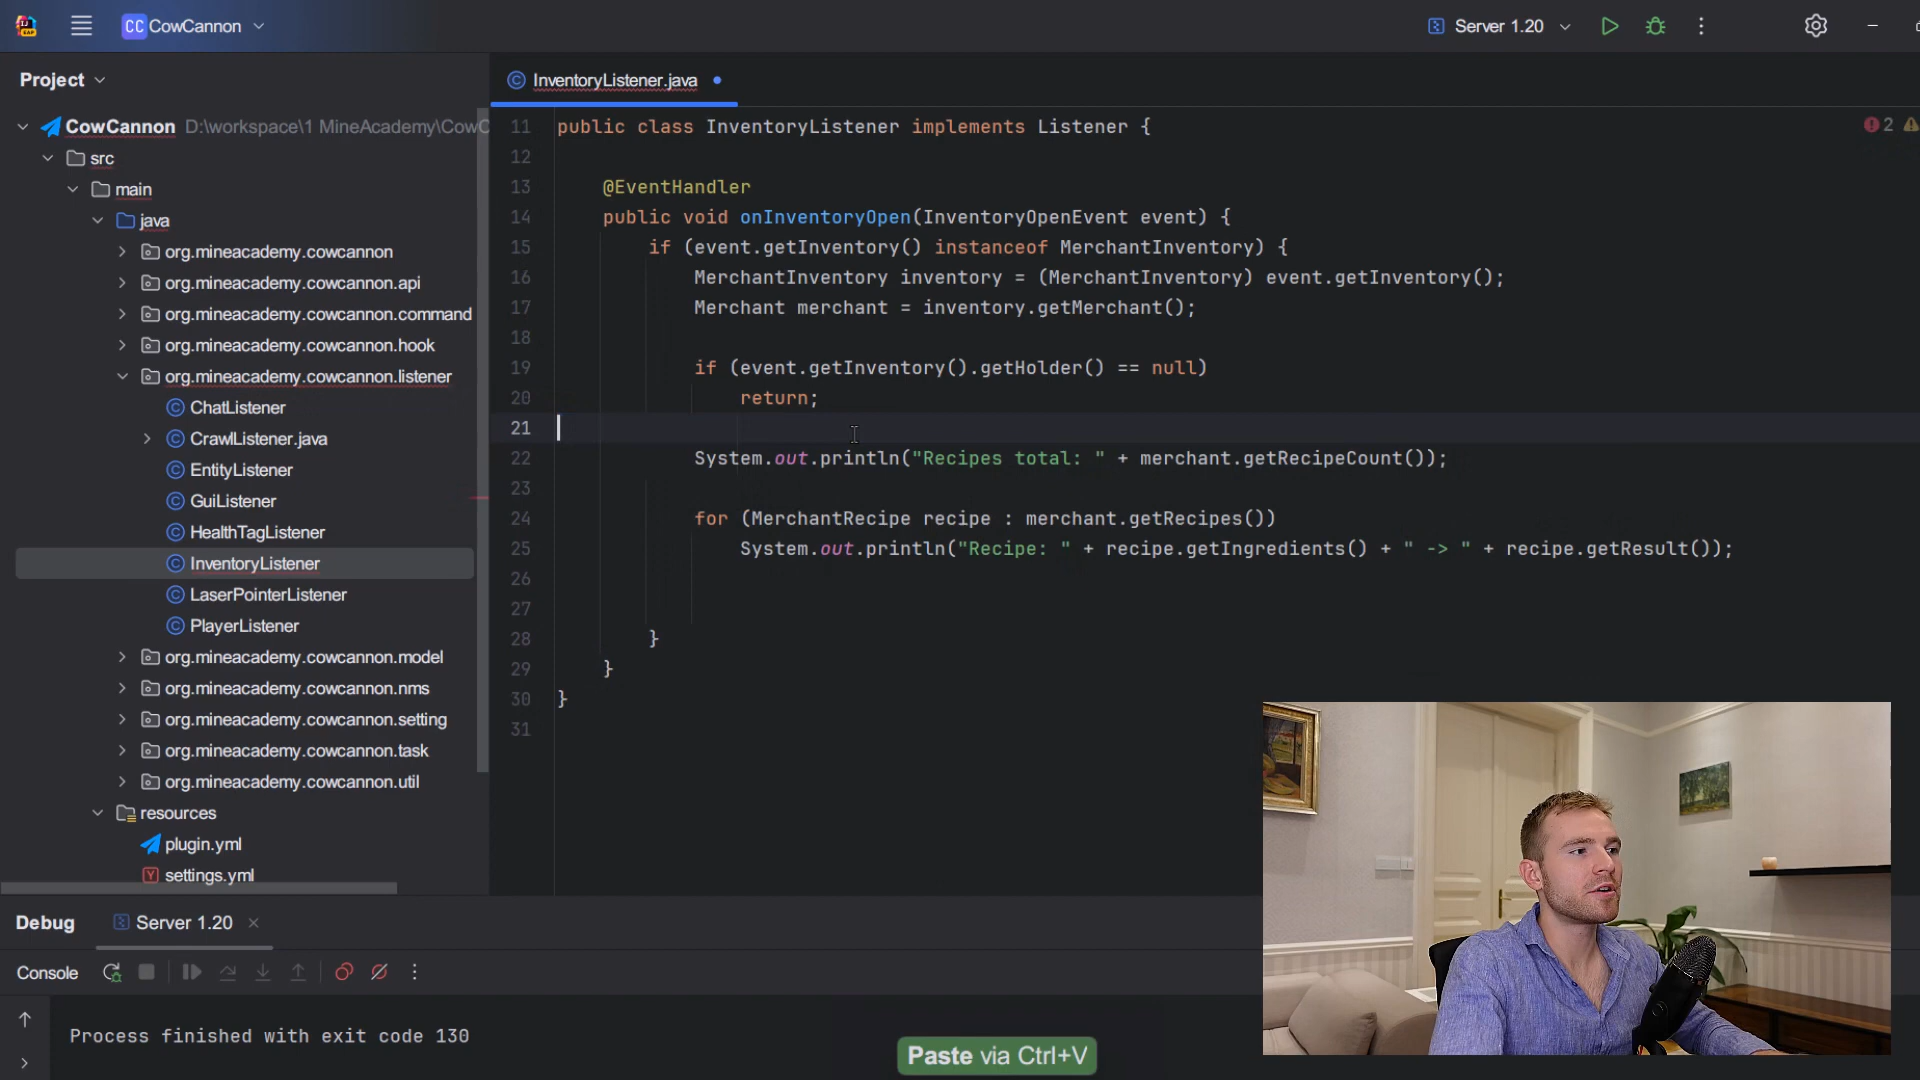 CC CowCannon
Server 1.20
Project
InventoryListener.java
CowCannon D:\workspace\1 MineAcademy\CowC
src
main
java
org.mineacademy.cowcannon
org.mineacademy.cowcannon.api
org.mineacademy.cowcannon.command
org.mineacademy.cowcannon.hook
org.mineacademy.cowcannon.listener
ChatListener
CrawlListener.java
EntityListener
GuiListener
HealthTagListener
InventoryListener
LaserPointerListener
PlayerListener
org.mineacademy.cowcannon.model
org.mineacademy.cowcannon.nms
org.mineacademy.cowcannon.setting
org.mineacademy.cowcannon.task
org.mineacademy.cowcannon.util
resources
plugin.yml
settings.yml
11 public class InventoryListener implements Listener {
12
13 @EventHandler
14 public void onInventoryOpen(InventoryOpenEvent event) {
15 if (event.getInventory() instanceof MerchantInventory) {
16 MerchantInventory inventory = (MerchantInventory) event.getInventory();
17 Merchant merchant = inventory.getMerchant();
18
19 if (event.getInventory().getHolder() == null)
20 return;
21
22 System.out.println("Recipes total: " + merchant.getRecipeCount());
23
24 for (MerchantRecipe recipe : merchant.getRecipes())
25 System.out.println("Recipe: " + recipe.getIngredients() + " -> " + recipe.getResult());
26
27
28 }
29 }
30 }
31
2
Debug
Server 1.20
Console
Process finished with exit code 130
Paste via Ctrl+V